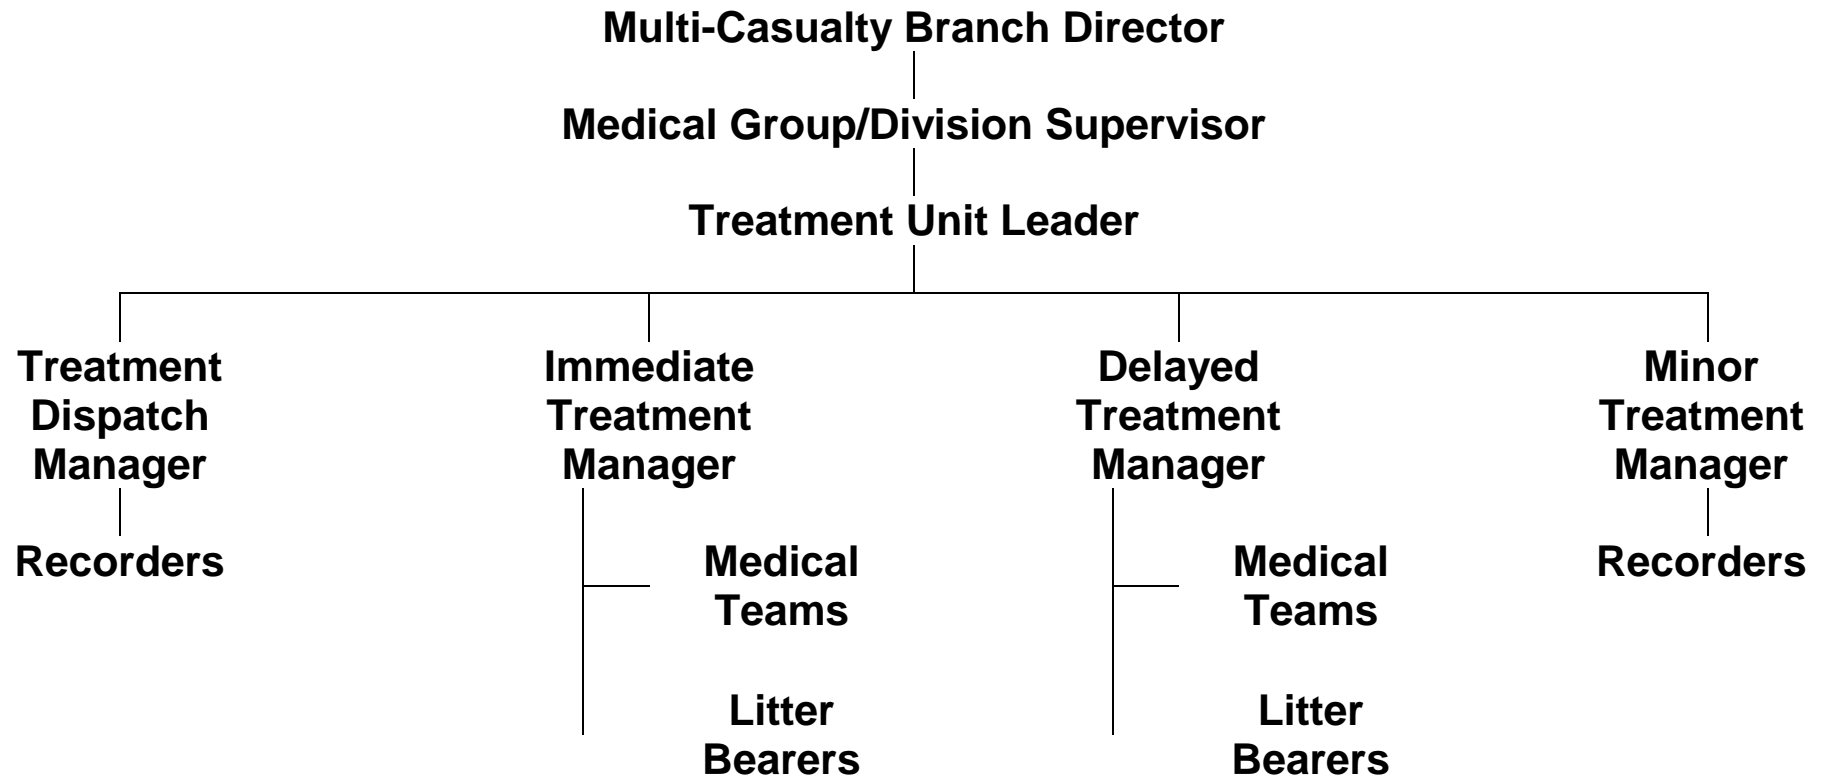 Multi-Casualty Branch Director
Medical Group/Division Supervisor
Treatment Unit Leader
Treatment
Dispatch
Manager
Immediate
Treatment
Manager
Delayed
Treatment
Manager
Minor
Treatment
Manager
Recorders
Medical
Teams
Litter
Bearers
Medical
Teams
Litter
Bearers
Recorders